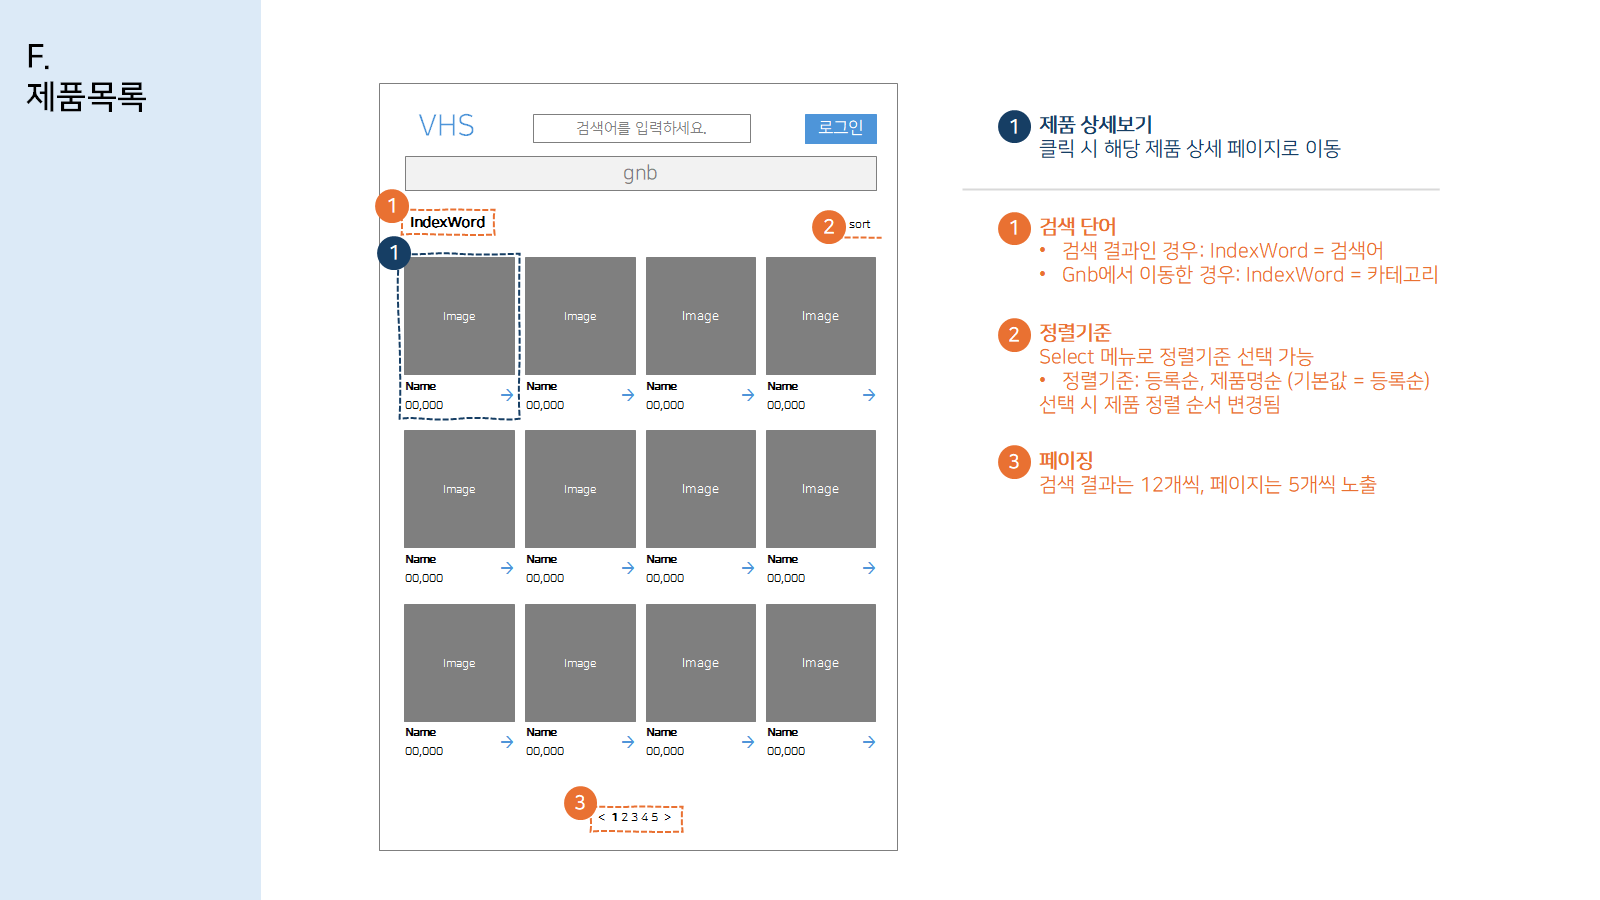 F.
제품목록
VHS
검색어를 입력하세요.
로그인
gnb
1
IndexWord
2
sort
1
Image
Image
Image
Image
Name
Name
Name
Name
00,000
00,000
00,000
00,000
Image
Image
Image
Image
Name
Name
Name
Name
00,000
00,000
00,000
00,000
Image
Image
Image
Image
Name
Name
Name
Name
00,000
00,000
00,000
00,000
3
< 1 2 3 4 5 >
1 제품 상세보기
클릭 시 해당 제품 상세 페이지로 이동
1 검색 단어
• 검색 결과인 경우: IndexWord = 검색어
• Gnb에서 이동한 경우: IndexWord = 카테고리
2 정렬기준
Select 메뉴로 정렬기준 선택 가능
• 정렬기준: 등록순, 제품명순 (기본값 = 등록순)
선택 시 제품 정렬 순서 변경됨
3 페이징
검색 결과는 12개씩, 페이지는 5개씩 노출